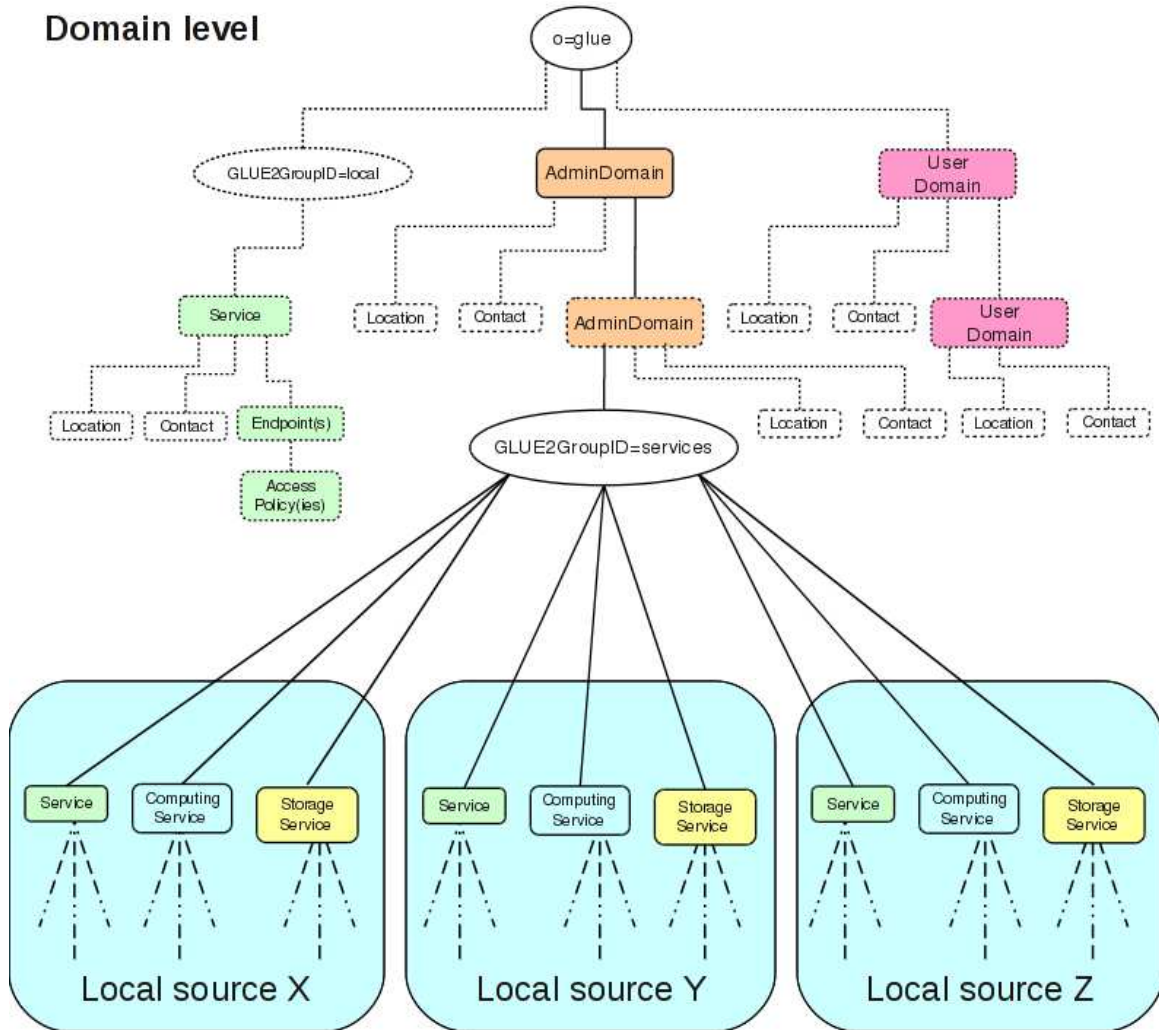 Domain level
o=glue
GLUE2GroupID=local
AdminDomain
User
Domain
Service
Location
Contact
AdminDomain
Location
Contact
User
Domain
Location
Contact
Endpoint(s)
Location
Contact
Location
Contact
GLUE2GroupID=services
Access
Policy(ies)
Service
Computing
Service
Storage
Service
Service
Computing
Service
Storage
Service
Service
Computing
Service
Storage
Service
Local source X
Local source Y
Local source Z